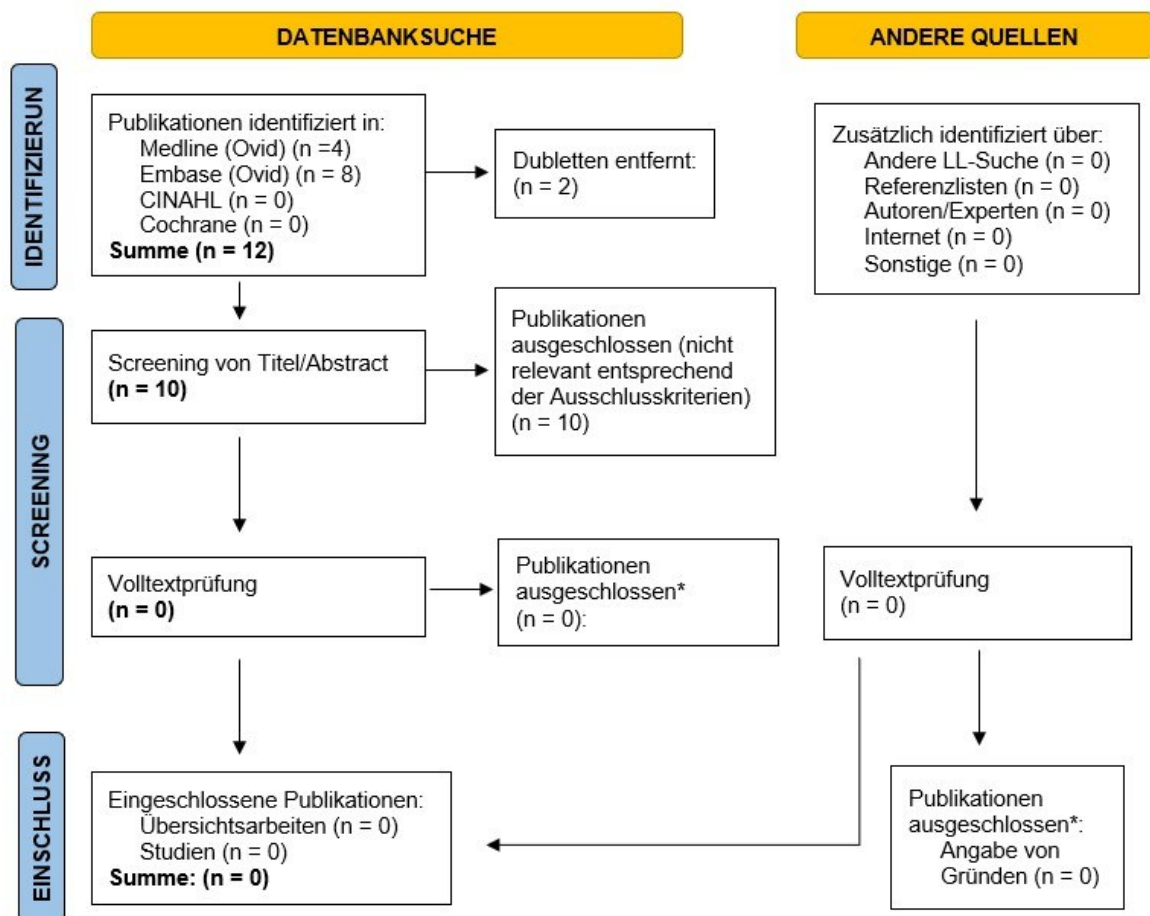 DATENBANKSUCHE
ANDERE QUELLEN
IDENTIFIZIERUN
Publikationen identifiziert in:
Medline (Ovid) (n =4)
Embase (Ovid) (n = 8)
CINAHL (n = 0)
Cochrane (n = 0)
Summe (n = 12)
Dubletten entfernt:
(n = 2)
Zusätzlich identifiziert über:
Andere LL-Suche (n = 0)
Referenzlisten (n = 0)
Autoren/Experten (n = 0)
Internet (n = 0)
Sonstige (n = 0)
SCREENING
Screening von Titel/Abstract
(n = 10)
Publikationen
ausgeschlossen (nicht
relevant entsprechend
der Ausschlusskriterien)
(n = 10)
Volltextprüfung
(n = 0)
Publikationen
ausgeschlossen*
(n = 0):
Volltextprüfung
(n = 0)
EINSCHLUSS
Eingeschlossene Publikationen:
Übersichtsarbeiten (n = 0)
Studien (n = 0)
Summe: (n = 0)
Publikationen
ausgeschlossen*:
Angabe von
Gründen (n = 0)